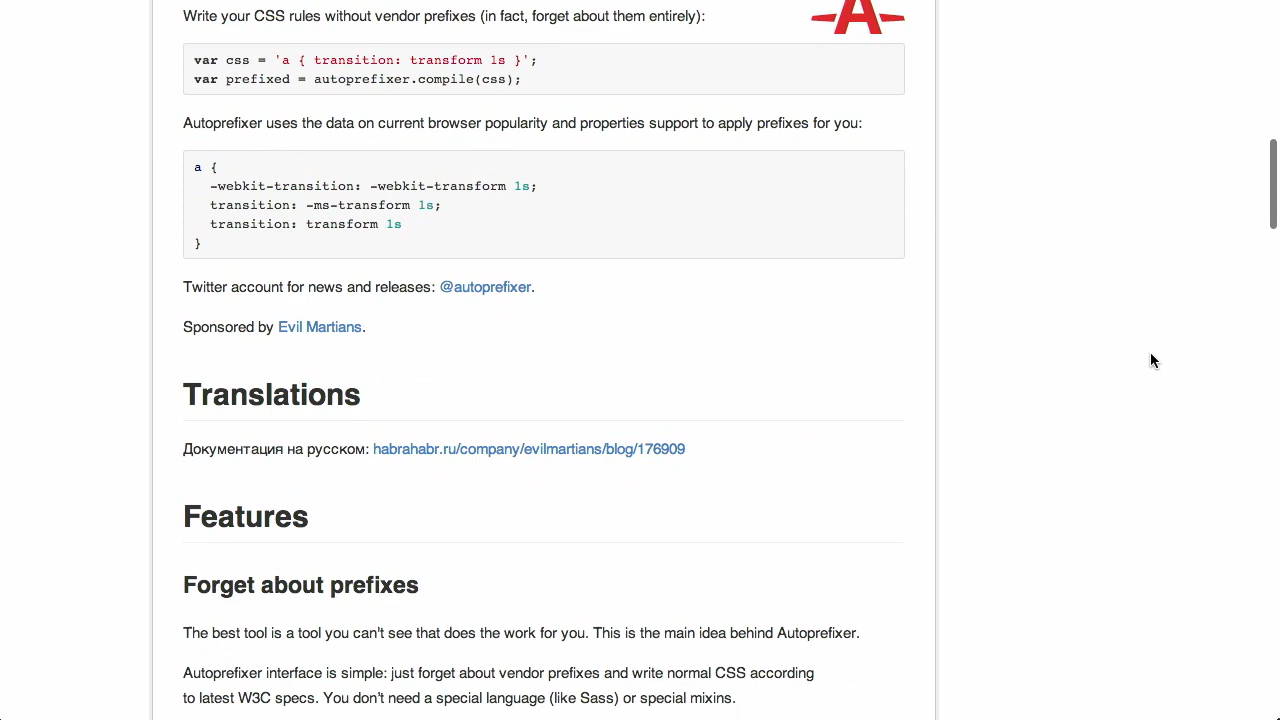 Write your CSS rules without vendor prefixes (in fact, forget about them entirely):
var css = 'a { transition: transform 1s }';
var prefixed = autoprefixer.compile(css);
Autoprefixer uses the data on current browser popularity and properties support to apply prefixes for you:
a {
  -webkit-transition: -webkit-transform 1s;
  transition: -ms-transform 1s;
  transition: transform 1s
}
Twitter account for news and releases: @autoprefixer.
Sponsored by Evil Martians.
Translations
Документация на русском: habrahabr.ru/company/evilmartians/blog/176909
Features
Forget about prefixes
The best tool is a tool you can't see that does the work for you. This is the main idea behind Autoprefixer.
Autoprefixer interface is simple: just forget about vendor prefixes and write normal CSS according
to latest W3C specs. You don't need a special language (like Sass) or special mixins.